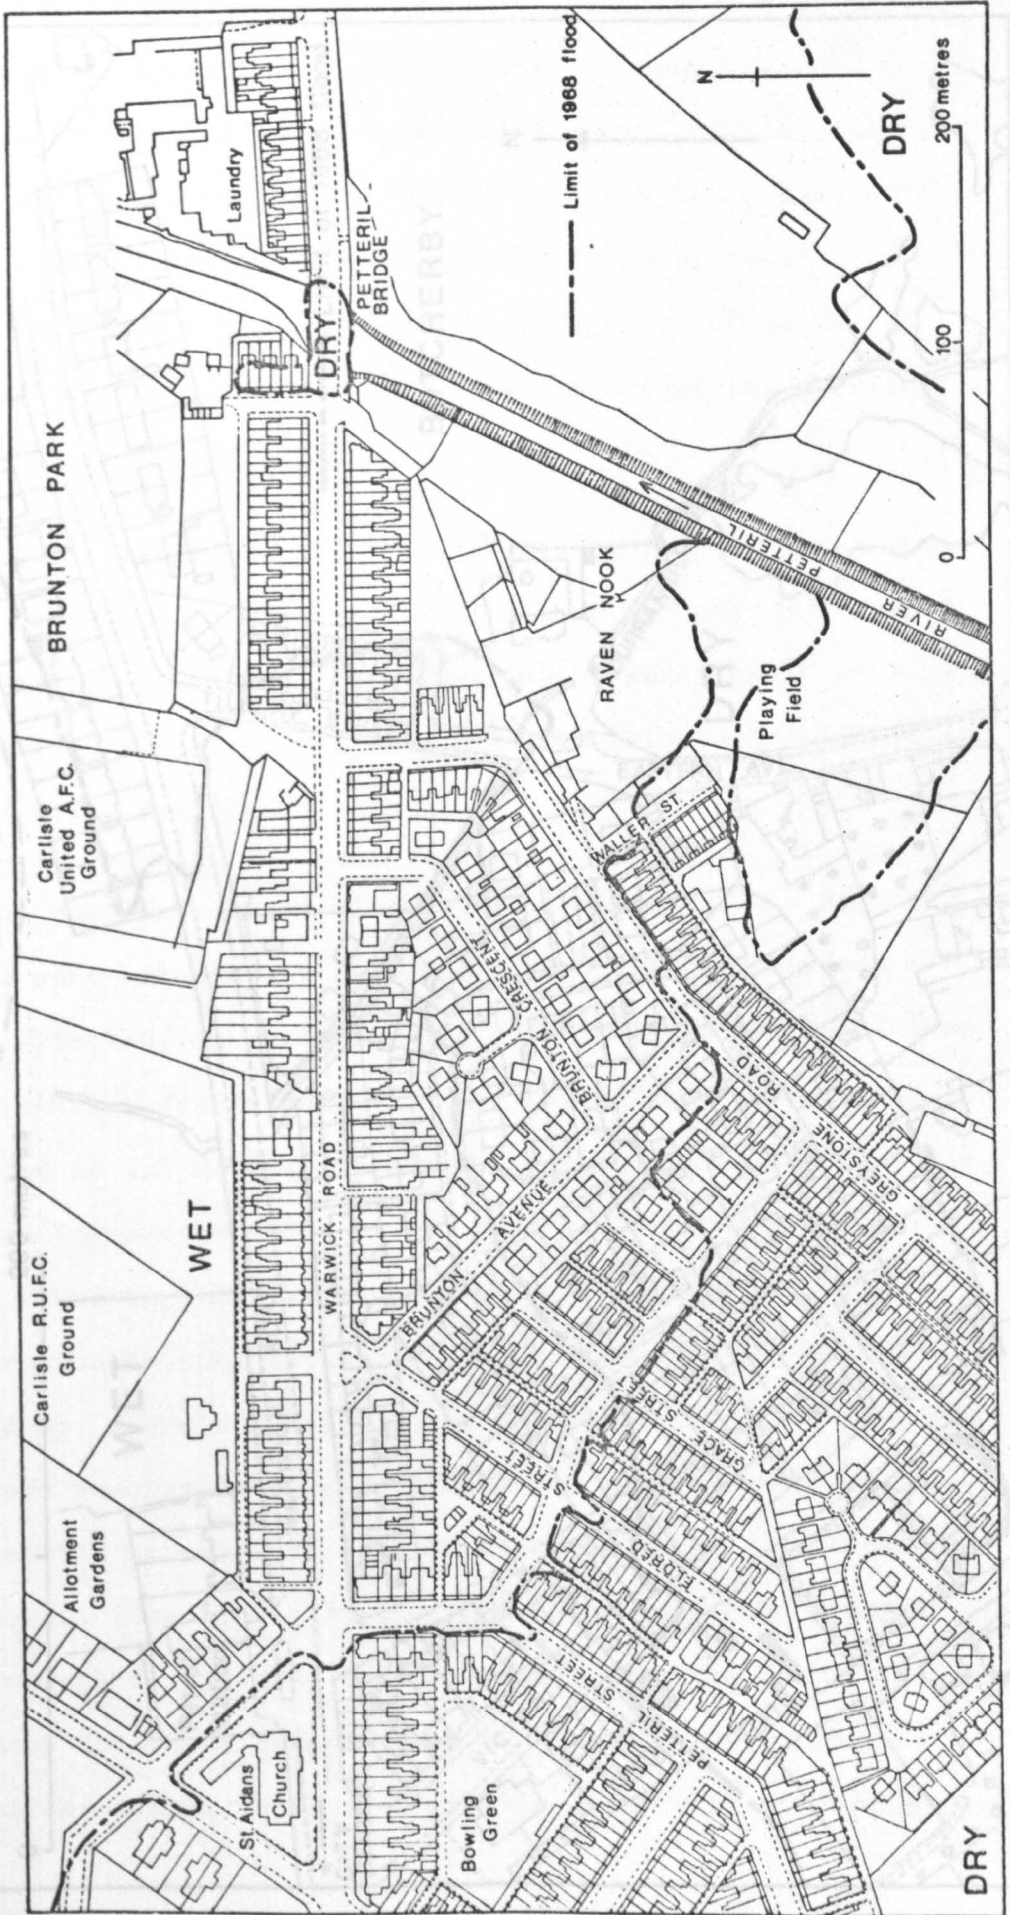 BRUNTON PARK
Carlisle
United A.F.C.
Ground
Carlisle R.U.F.C.
Ground
Allotment
Gardens
WET
Laundry
DRY
PETTERIL
BRIDGE
WARWICK ROAD
St Aidans
Church
Bowling
Green
BRUNTON CRESCENT
BRUNTON AVENUE
RAVEN NOOK
WALLER ST.
Playing
Field
RIVER PETTERIL
GREYSTONE ROAD
GRACE STREET
ELDRED STREET
PETTERIL STREET
Limit of 1968 flood
N
DRY
0 100 200 metres
DRY